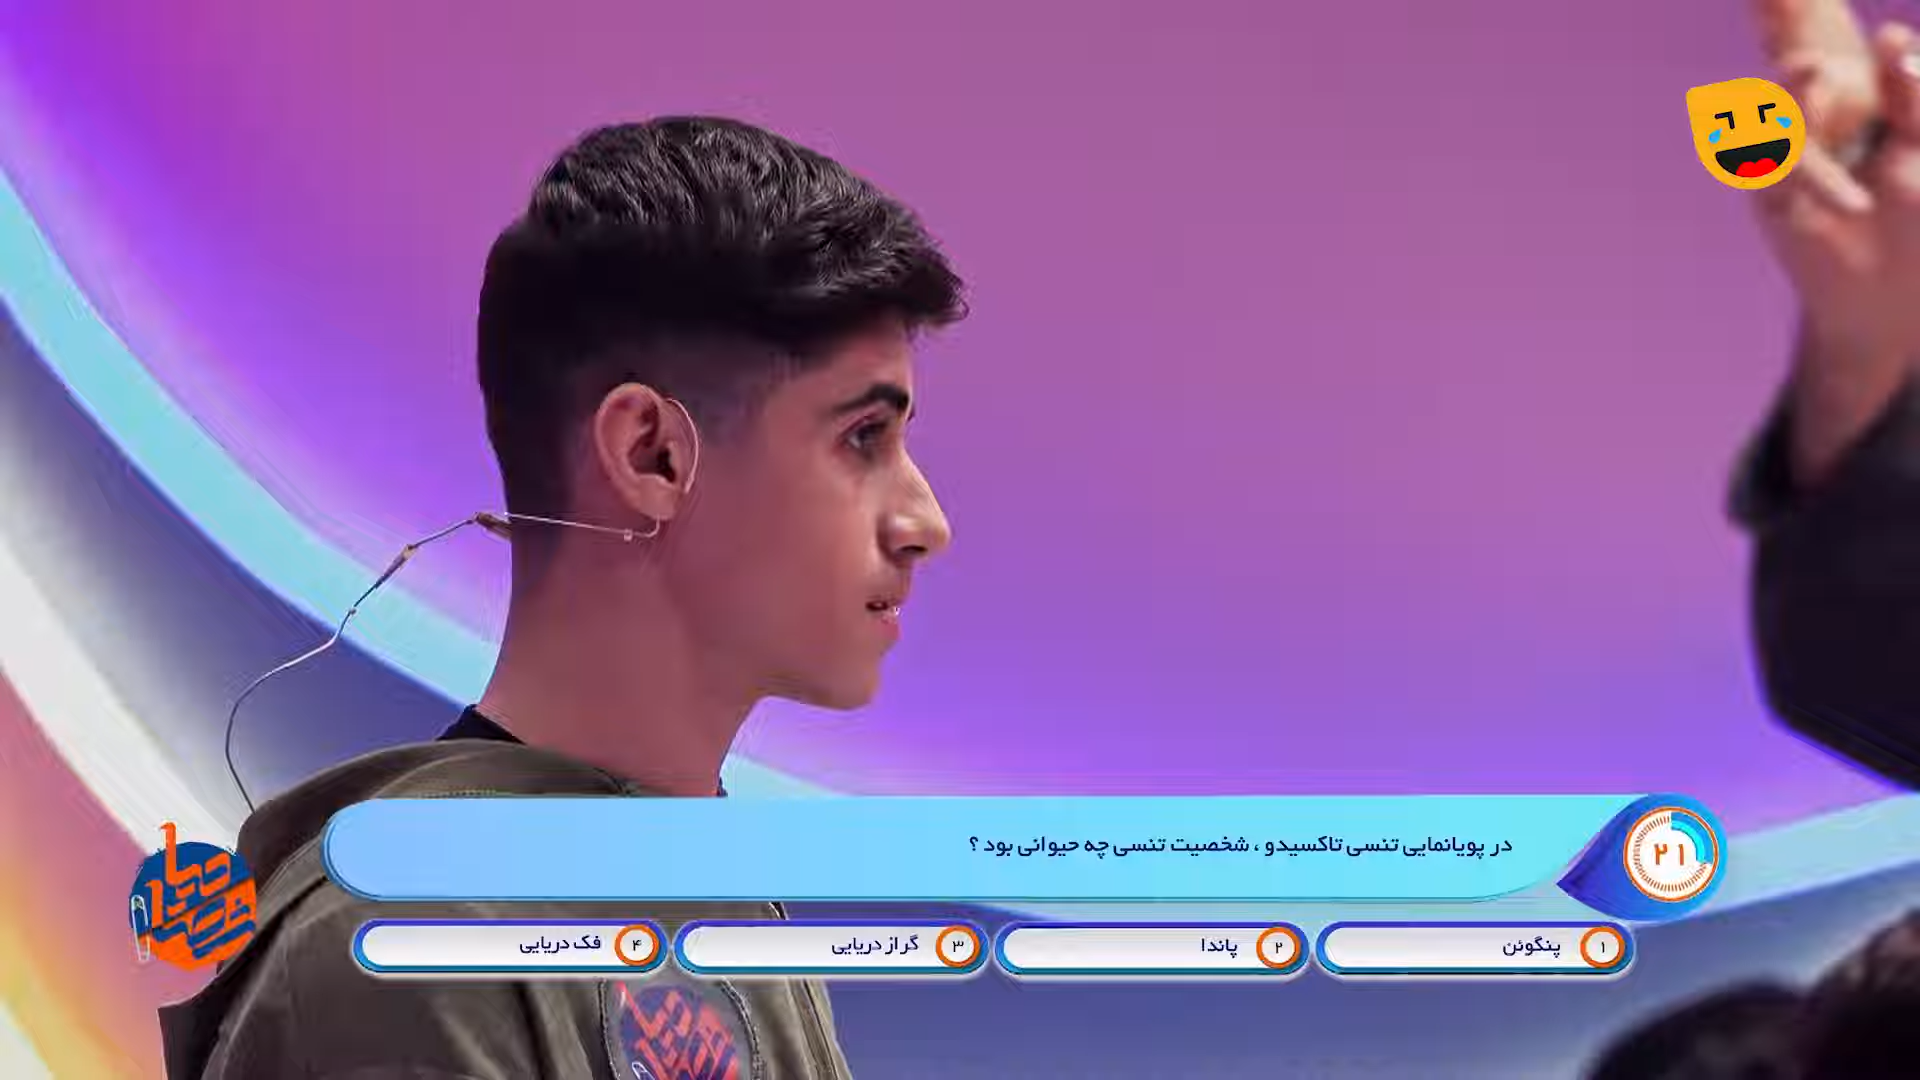 در پویانمایی تنسی تاکسیدو ، شخصیت تنسی چه حیوانی بود ؟
۲۱
۱ پنگوئن
۲ پاندا
۳ گراز دریایی
۴ فک دریایی